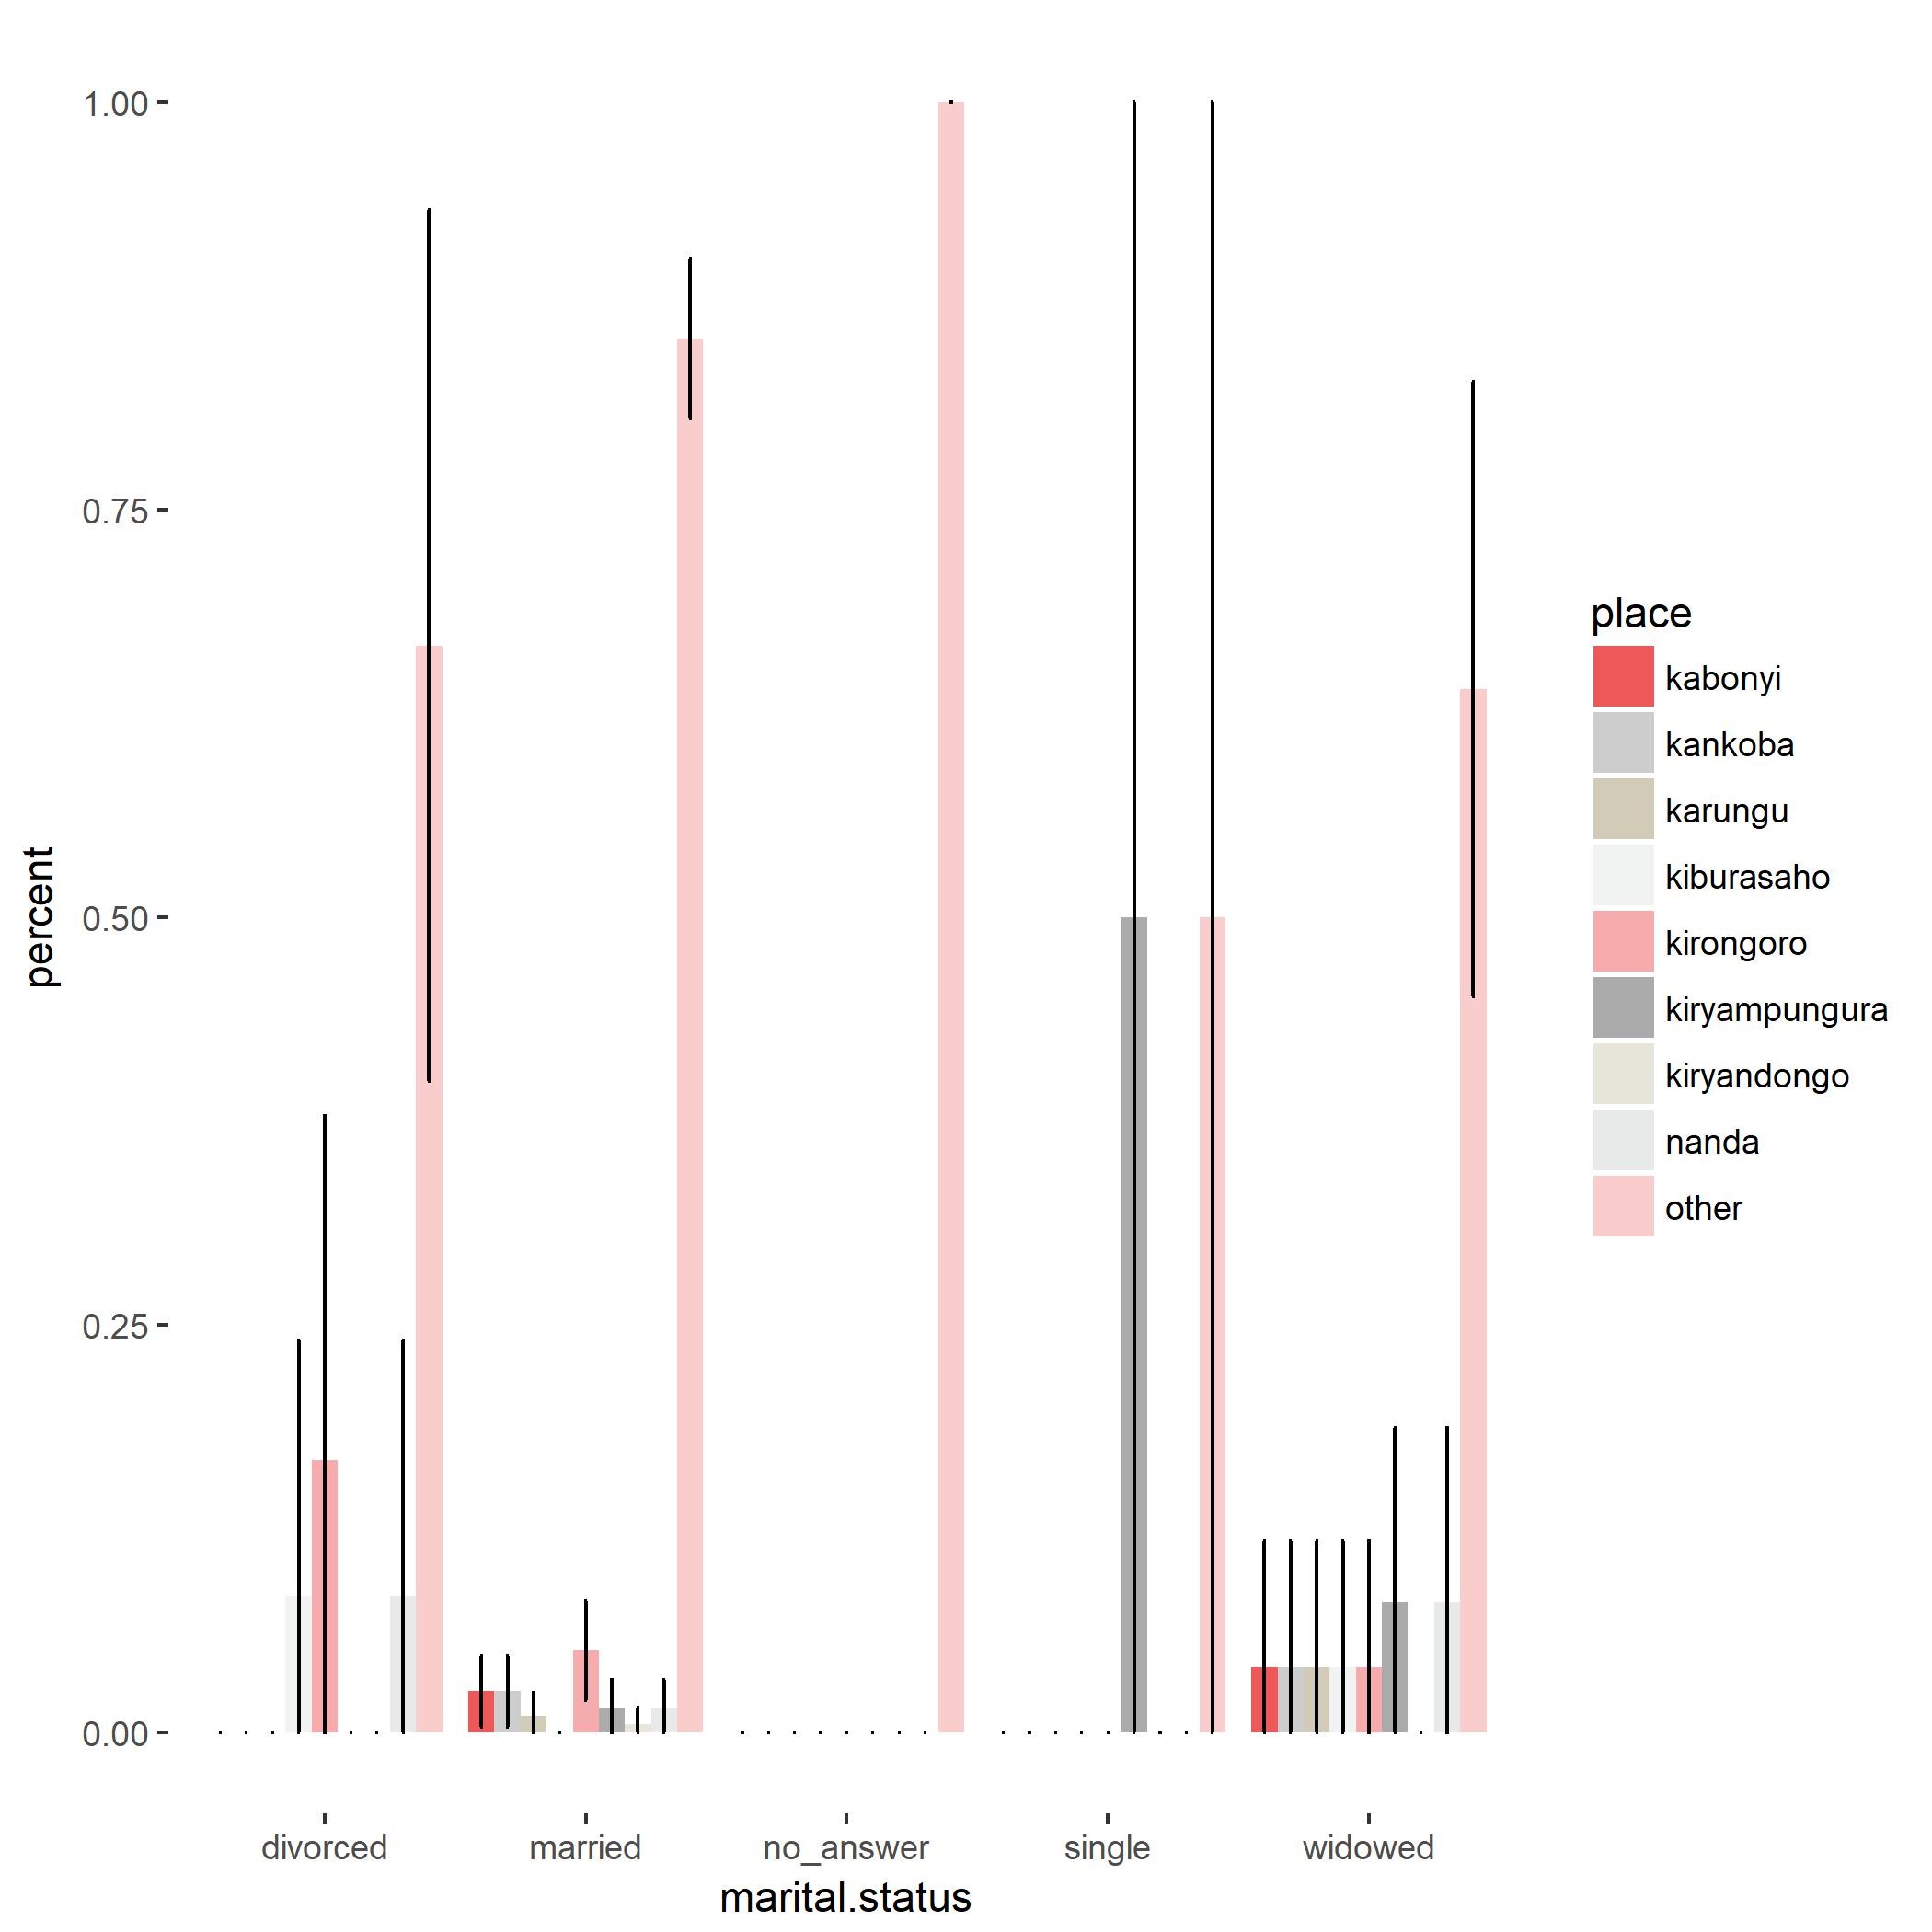 1.00
0.75
0.50
0.25
0.00
percent
divorced married no_answer single widowed
marital.status
place
kabonyi
kankoba
karungu
kiburasaho
kirongoro
kiryampungura
kiryandongo
nanda
other